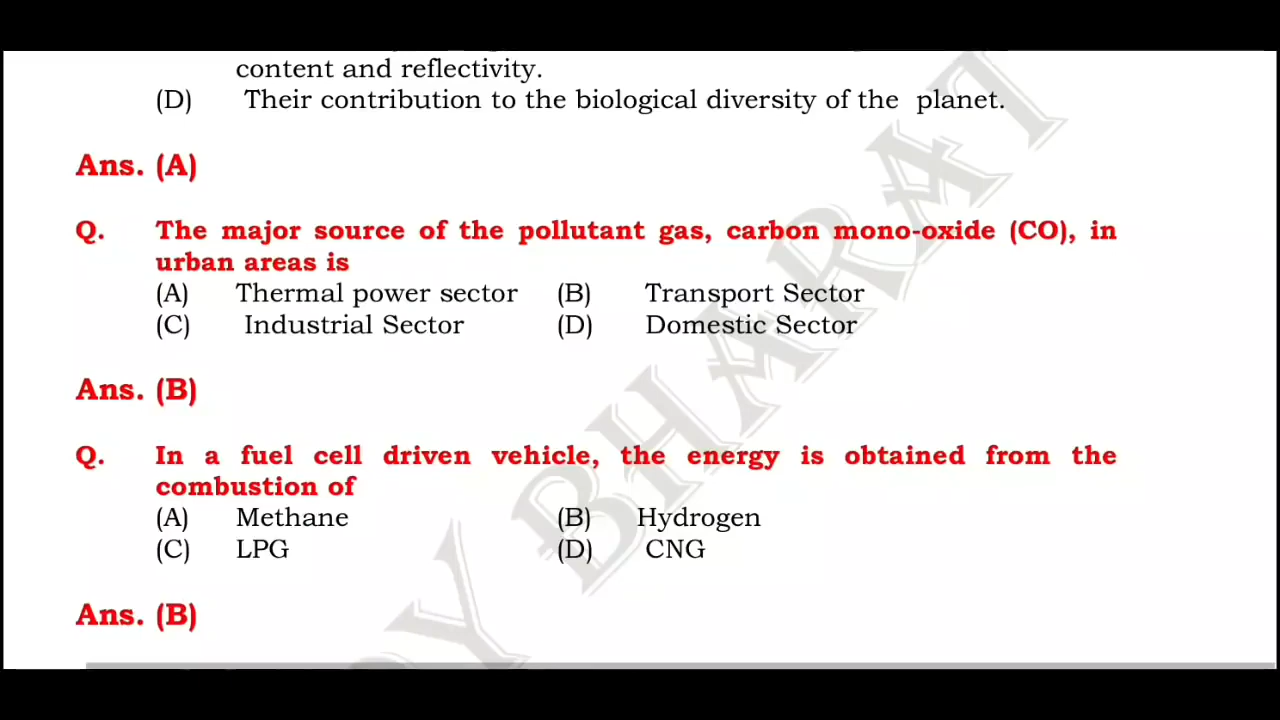 content and reflectivity.
(D) Their contribution to the biological diversity of the planet.
Ans. (A)
Q. The major source of the pollutant gas, carbon mono-oxide (CO), in
urban areas is
(A) Thermal power sector (B) Transport Sector
(C) Industrial Sector (D) Domestic Sector
Ans. (B)
Q. In a fuel cell driven vehicle, the energy is obtained from the
combustion of
(A) Methane (B) Hydrogen
(C) LPG (D) CNG
Ans. (B)
BHARAT